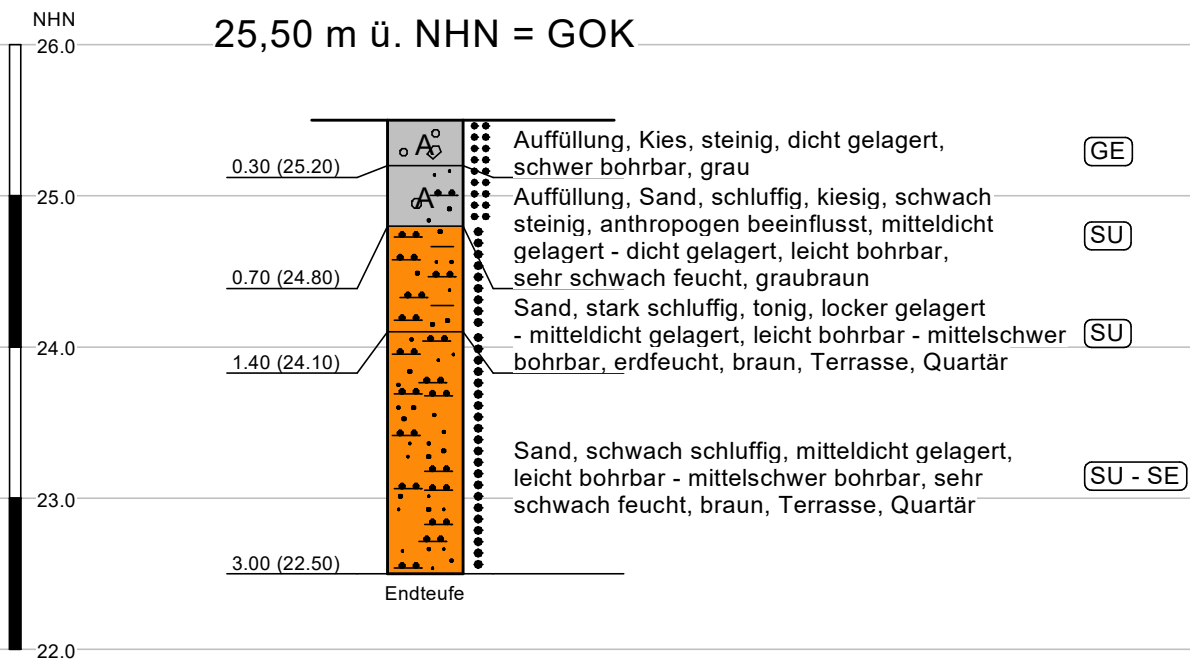 NHN
25,50 m ü. NHN = GOK
26.0
A
Auffüllung, Kies, steinig, dicht gelagert,
schwer bohrbar, grau
GE
0.30 (25.20)
25.0
A
Auffüllung, Sand, schluffig, kiesig, schwach
steinig, anthropogen beeinflusst, mitteldicht
gelagert - dicht gelagert, leicht bohrbar,
sehr schwach feucht, graubraun
SU
0.70 (24.80)
Sand, stark schluffig, tonig, locker gelagert
- mitteldicht gelagert, leicht bohrbar - mittelschwer
bohrbar, erdfeucht, braun, Terrasse, Quartär
SU
24.0
1.40 (24.10)
Sand, schwach schluffig, mitteldicht gelagert,
leicht bohrbar - mittelschwer bohrbar, sehr
schwach feucht, braun, Terrasse, Quartär
SU - SE
23.0
3.00 (22.50)
Endteufe
22.0